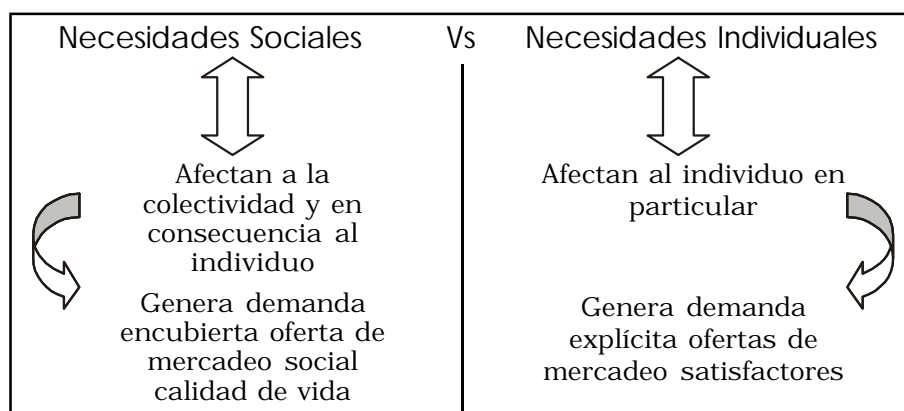 Necesidades Sociales Vs Necesidades Individuales
Afectan a la
colectividad y en
consecuencia al
individuo
Genera demanda
encubierta oferta de
mercadeo social
calidad de vida
Afectan al individuo en
particular
Genera demanda
explícita ofertas de
mercadeo satisfactores